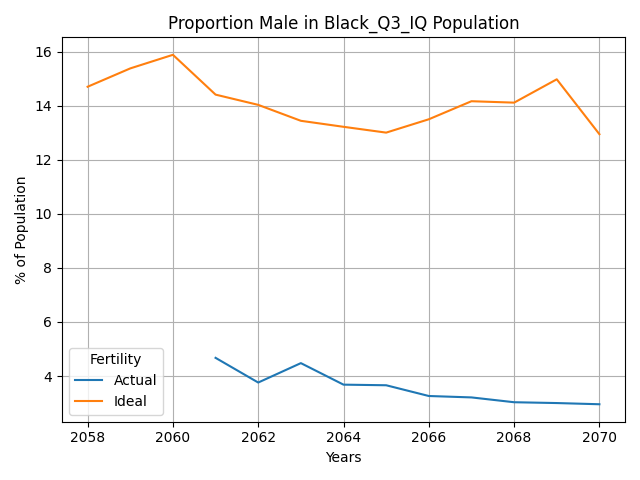 Proportion Male in Black_Q3_IQ Population
% of Population
16
14
12
10
8
6
4
Fertility
Actual
Ideal
2058 2060 2062 2064 2066 2068 2070
Years